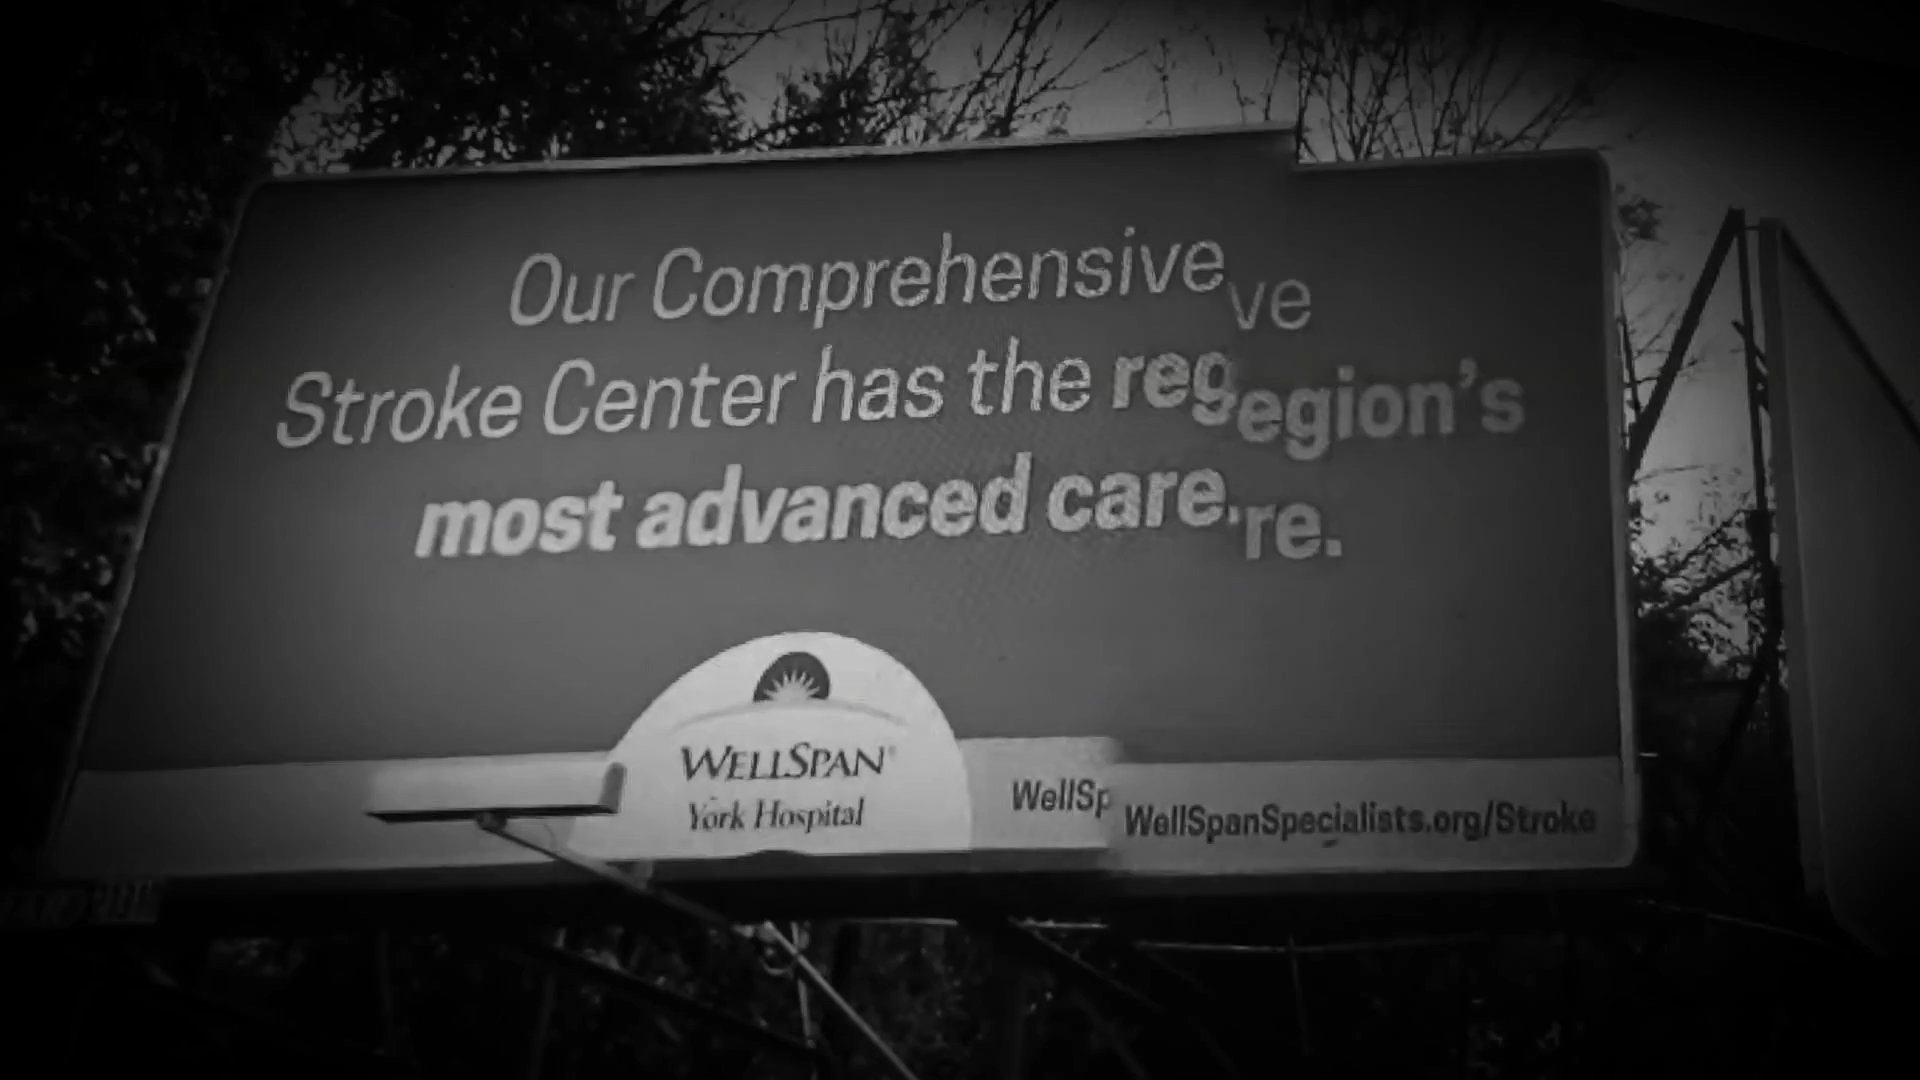 Our Comprehensiveve
Stroke Center has the regegion's
most advanced care.re.
WELLSPAN®
York Hospital
WellSp WellSpanSpecialists.org/Stroke